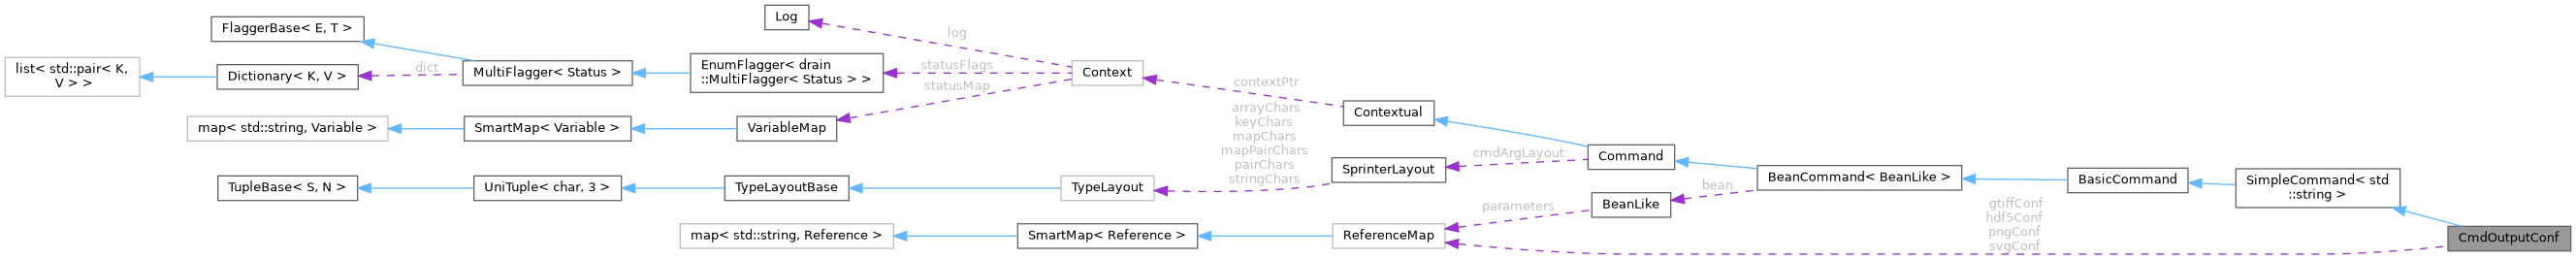 Log
FlaggerBase< E, T >
log
list< std::pair< K,
V > >
Dictionary< K, V >
dict
MultiFlagger< Status >
EnumFlagger< drain
::MultiFlagger< Status > >
statusFlags
statusMap
Context
contextPtr
Contextual
map< std::string, Variable >
SmartMap< Variable >
VariableMap
arrayChars
keyChars
mapChars
mapPairChars
pairChars
stringChars
cmdArgLayout
Command
SprinterLayout
TupleBase< S, N >
UniTuple< char, 3 >
TypeLayoutBase
TypeLayout
bean
BeanCommand< BeanLike >
BasicCommand
SimpleCommand< std
::string >
BeanLike
parameters
map< std::string, Reference >
SmartMap< Reference >
ReferenceMap
gtiffConf
hdf5Conf
pngConf
svgConf
CmdOutputConf